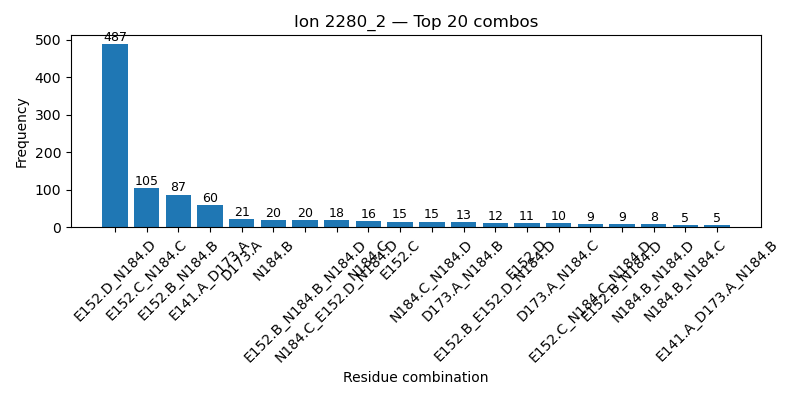 Ion 2280_2 — Top 20 combos
Frequency
500
400
300
200
100
0
487
105
87
60
21
20
20
18
16
15
15
13
12
11
10
9
9
8
5
5
E152.D_N184.D
E152.C_N184.C
E152.B_N184.B
E141.A_D173.A
D173.A
N184.B
E152.B_N184.B_N184.D
N184.C_E152.D_N184.D
N184.C
E152.C
N184.C_N184.D
D173.A_N184.B
E152.B_E152.D_N184.D
E152.D
D173.A_N184.C
E152.C_N184.C_N184.D
E152.B_N184.D
N184.B_N184.D
N184.B_N184.C
E141.A_D173.A_N184.B
Residue combination